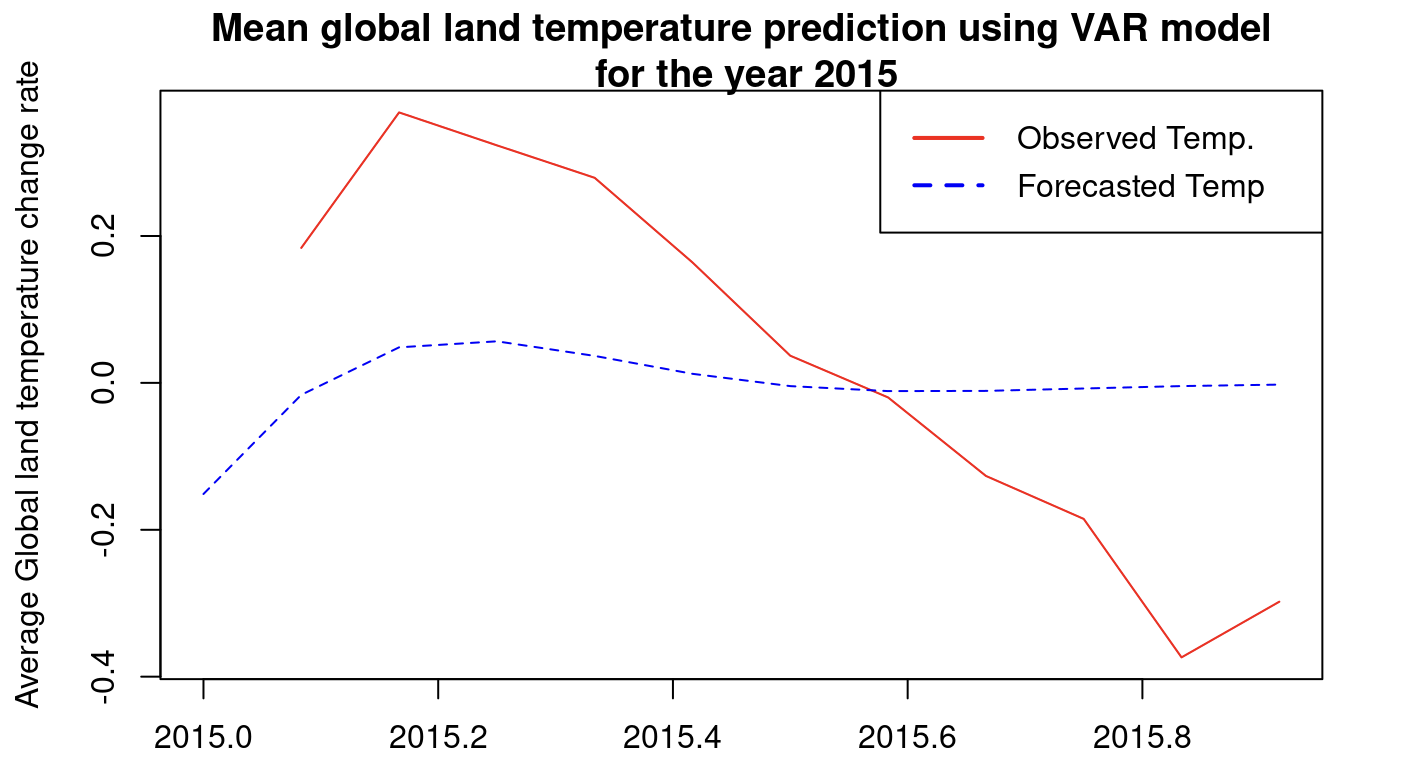 Mean global land temperature prediction using VAR model
for the year 2015
Average Global land temperature change rate
Observed Temp.
Forecasted Temp
0.2
0.0
-0.2
-0.4
2015.0 2015.2 2015.4 2015.6 2015.8